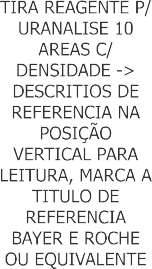 TIRA REAGENTE P/
URANALISE 10
AREAS C/
DENSIDADE ->
DESCRITIOS DE
REFERENCIA NA
POSIÇÃO
VERTICAL PARA
LEITURA, MARCA A
TITULO DE
REFERENCIA
BAYER E ROCHE
OU EQUIVALENTE